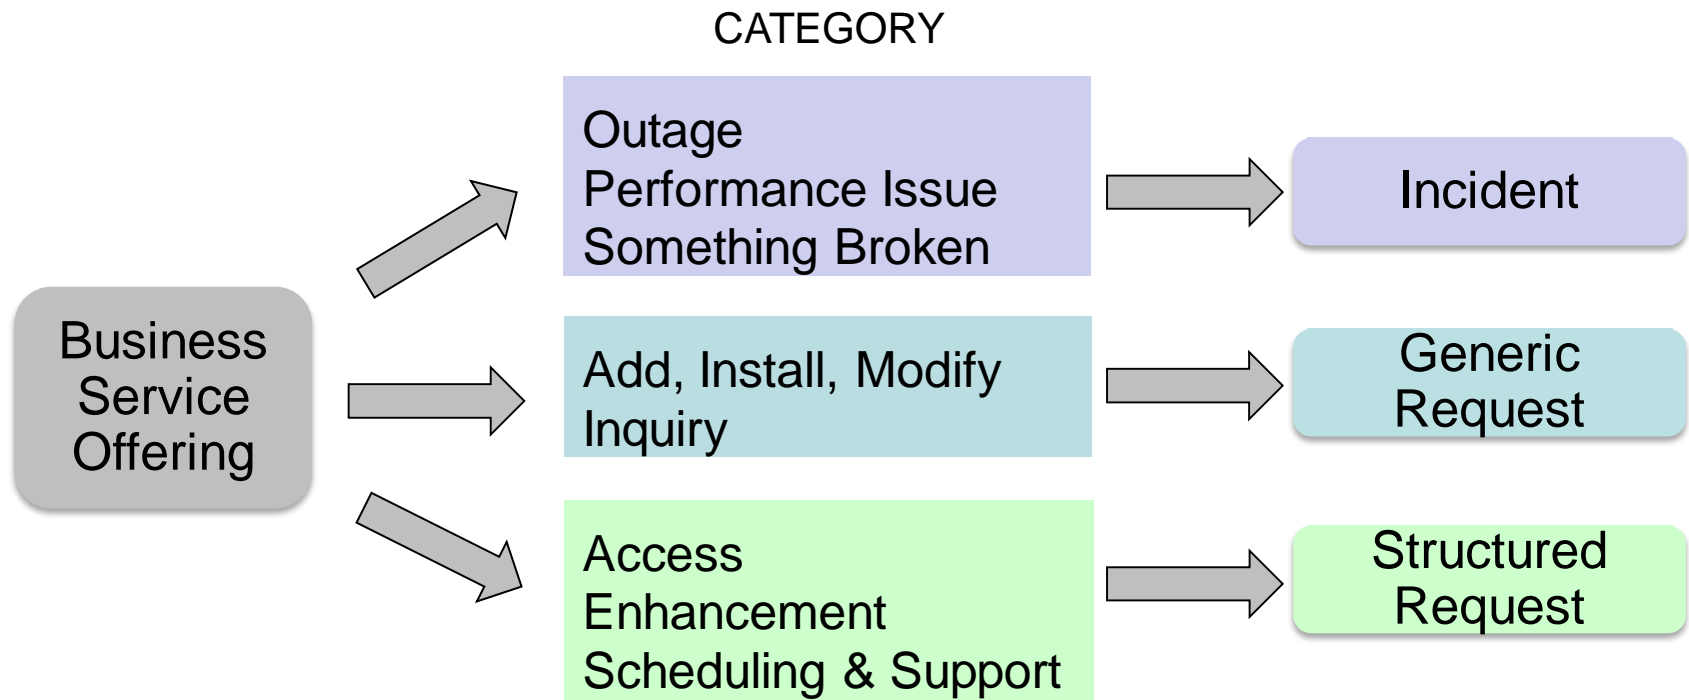 CATEGORY
Outage
Performance Issue
Something Broken
Incident
Business
Service
Offering
Add, Install, Modify
Inquiry
Generic
Request
Access
Enhancement
Scheduling & Support
Structured
Request